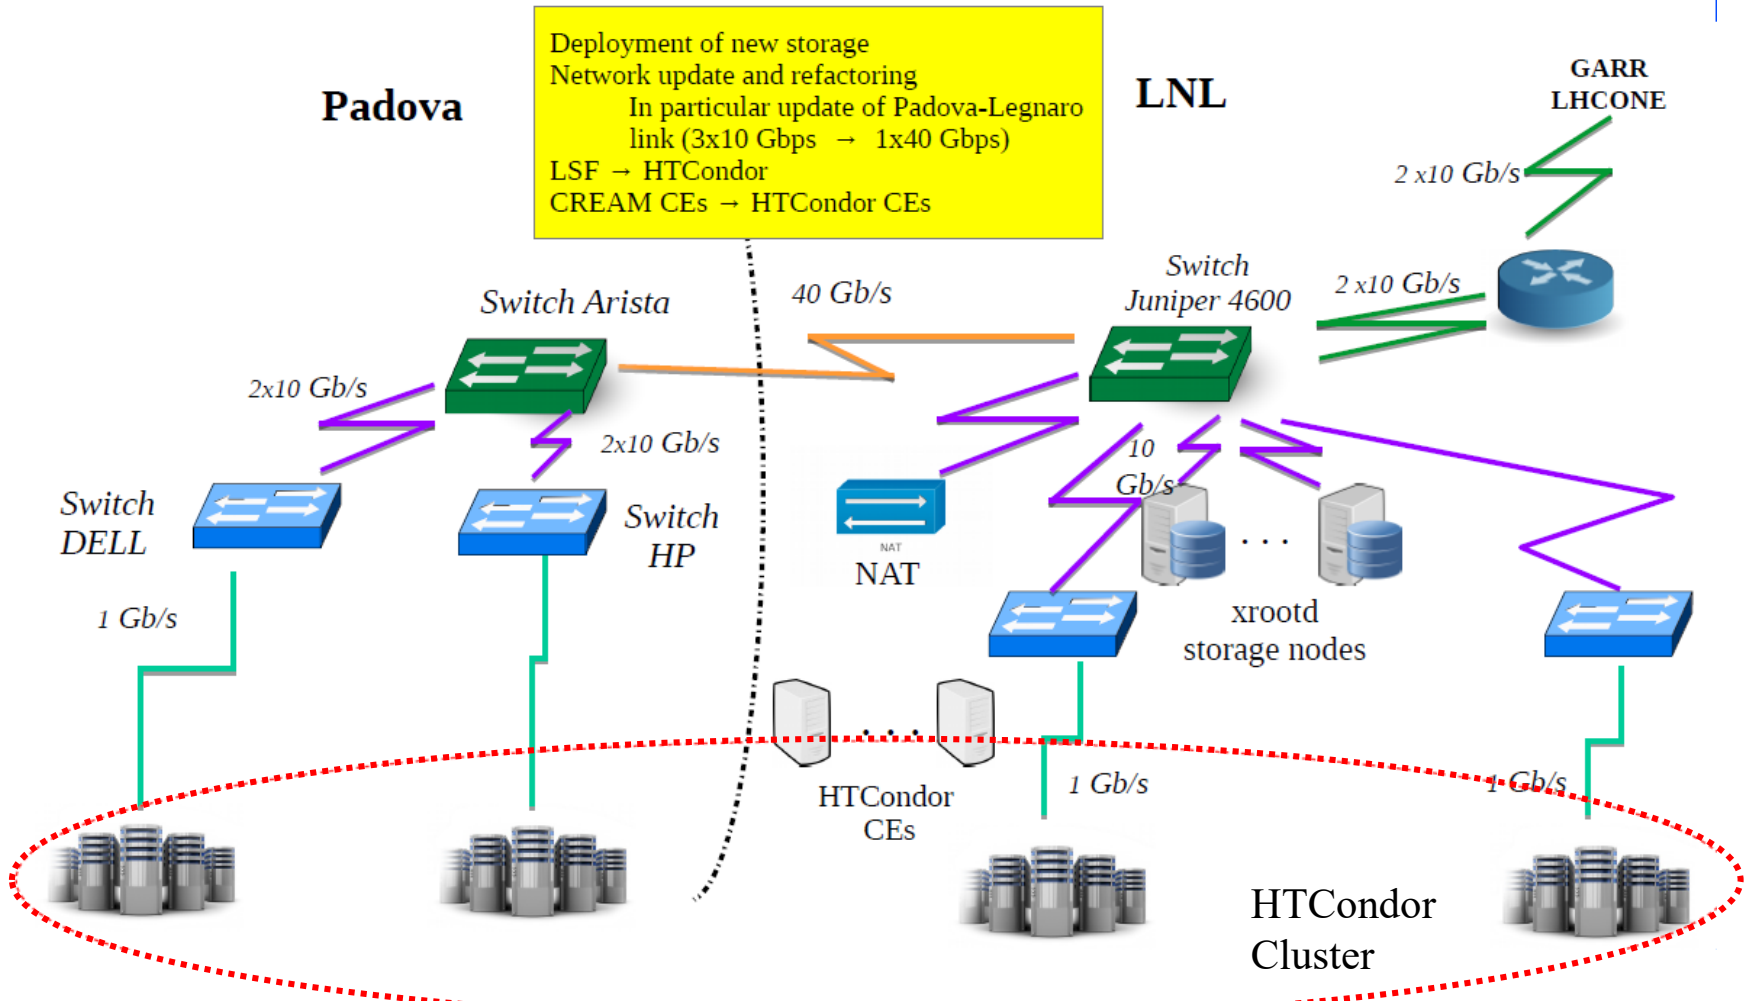 Deployment of new storage
Network update and refactoring
In particular update of Padova-Legnaro
link (3x10 Gbps → 1x40 Gbps)
LSF → HTCondor
CREAM CEs → HTCondor CEs
Padova
LNL
GARR
LHCONE
2 x10 Gb/s
Switch
Juniper 4600
2 x10 Gb/s
40 Gb/s
Switch Arista
2x10 Gb/s
2x10 Gb/s
10
Gb/s
Switch
DELL
Switch
HP
NAT
NAT
. . .
xrootd
storage nodes
1 Gb/s
. . .
HTCondor
CEs
1 Gb/s
1 Gb/s
HTCondor
Cluster